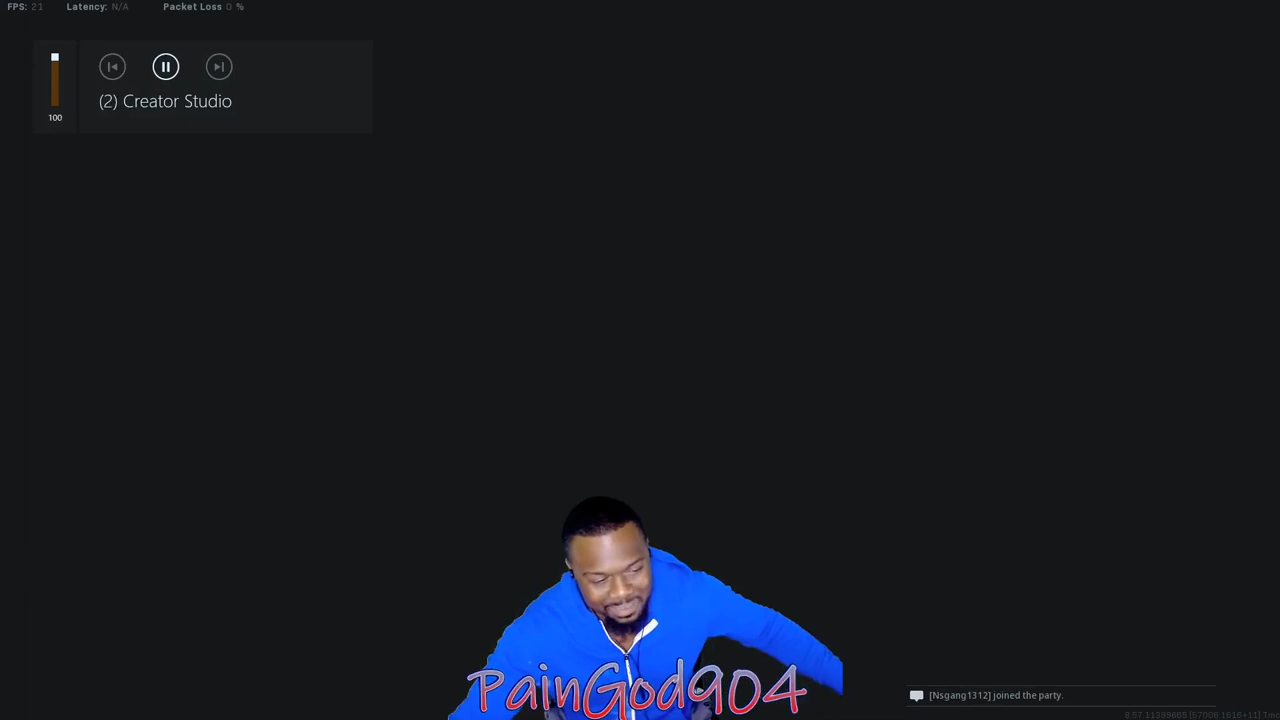 FPS: 21 Latency: N/A Packet Loss 0 %
(2) Creator Studio
100
PainGod904
[Nsgang1312] joined the party.